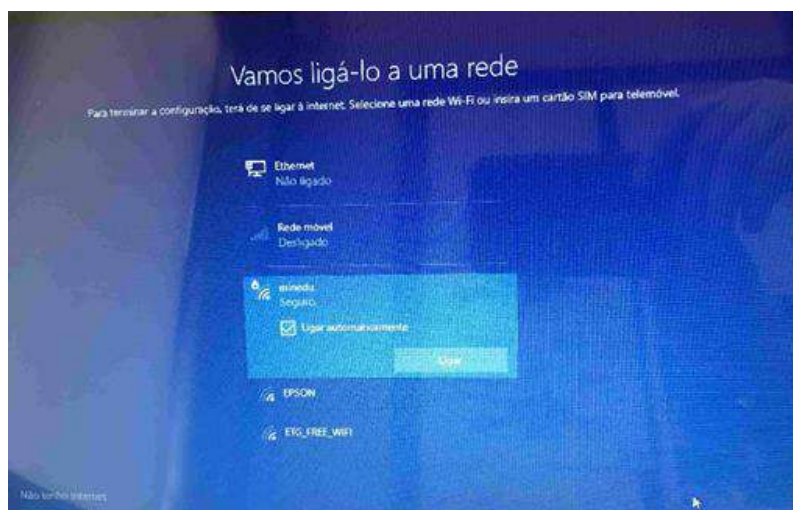 Vamos ligá-lo a uma rede
Para terminar a configuração, terá de se ligar à internet. Selecione uma rede Wi-Fi ou insira um cartão SIM para telemóvel.
Ethernet
Não ligado
Rede móvel
Desligado
minedu
Seguro
Ligar automaticamente
Ligar
EPSON
ETG_FREE_WIFI
Não tenho Internet